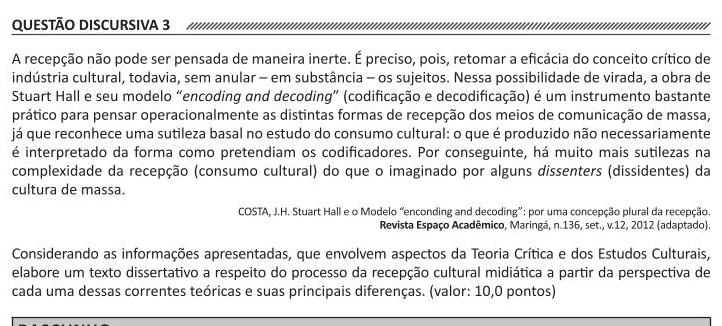 QUESTÃO DISCURSIVA 3
A recepção não pode ser pensada de maneira inerte. É preciso, pois, retomar a eficácia do conceito crítico de
indústria cultural, todavia, sem anular – em substância – os sujeitos. Nessa possibilidade de virada, a obra de
Stuart Hall e seu modelo “encoding and decoding” (codificação e decodificação) é um instrumento bastante
prático para pensar operacionalmente as distintas formas de recepção dos meios de comunicação de massa,
já que reconhece uma sutileza basal no estudo do consumo cultural: o que é produzido não necessariamente
é interpretado da forma como pretendiam os codificadores. Por conseguinte, há muito mais sutilezas na
complexidade da recepção (consumo cultural) do que o imaginado por alguns dissenters (dissidentes) da
cultura de massa.
COSTA, J.H. Stuart Hall e o Modelo “enconding and decoding”: por uma concepção plural da recepção.
Revista Espaço Acadêmico, Maringá, n.136, set., v.12, 2012 (adaptado).
Considerando as informações apresentadas, que envolvem aspectos da Teoria Crítica e dos Estudos Culturais,
elabore um texto dissertativo a respeito do processo da recepção cultural midiática a partir da perspectiva de
cada uma dessas correntes teóricas e suas principais diferenças. (valor: 10,0 pontos)